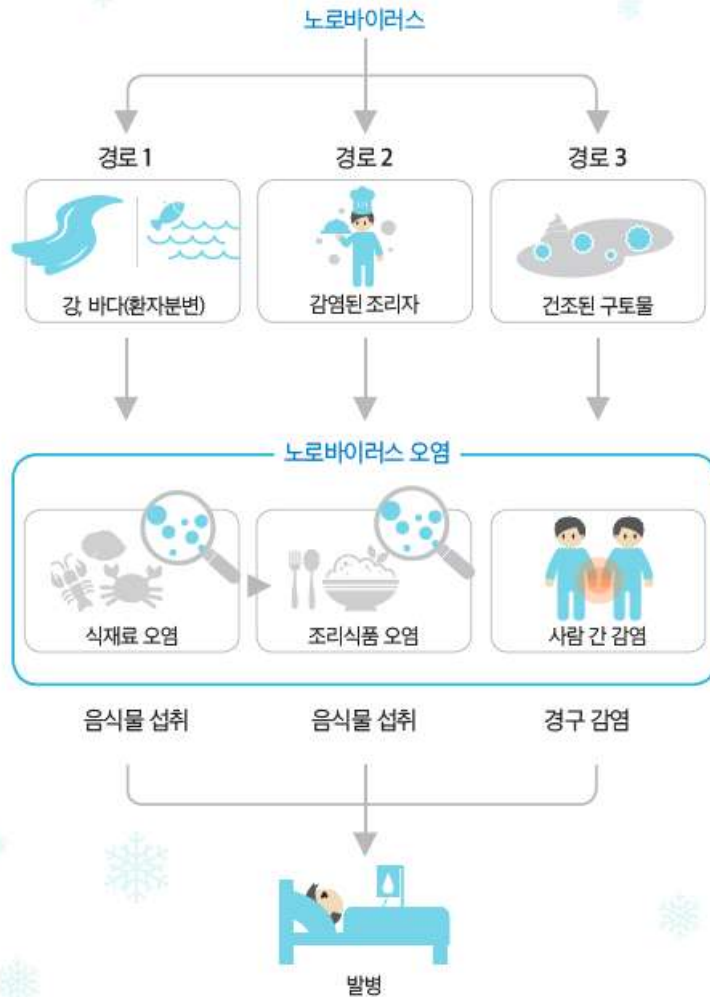 노로바이러스
경로 1
경로 2
경로 3
강, 바다(환자분변)
감염된 조리자
건조된 구토물
노로바이러스 오염
식재료 오염
조리식품 오염
사람 간 감염
음식물 섭취
음식물 섭취
경구 감염
발병